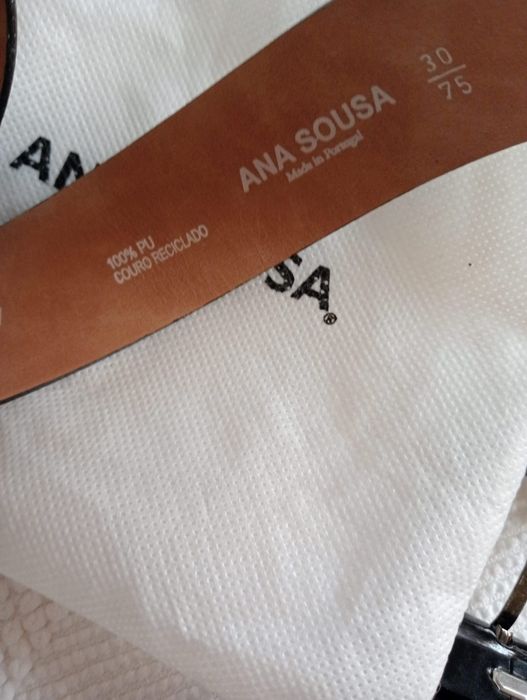 30
75
ANA SOUSA
Made in Portugal
100% PU
COURO RECICLADO
AN
SA
®